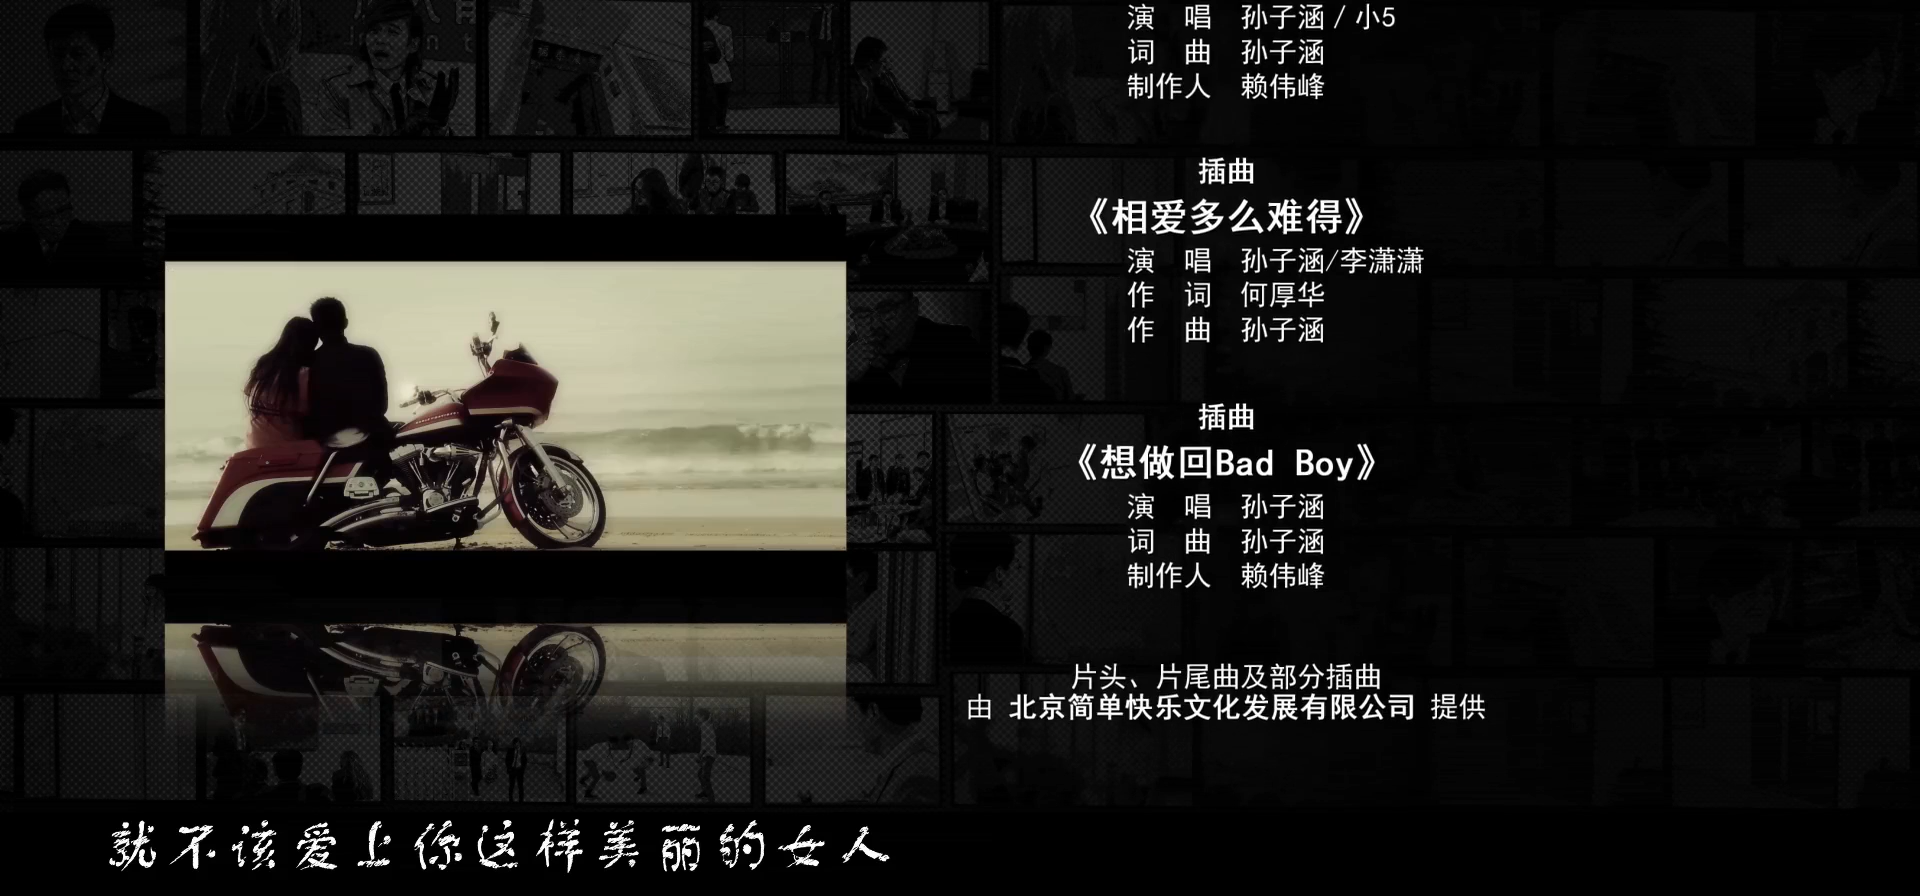 演　唱　孙子涵 / 小5
词　曲　孙子涵
制作人　赖伟峰
插曲
《相爱多么难得》
演　唱　孙子涵/李潇潇
作　词　何厚华
作　曲　孙子涵
插曲
《想做回Bad Boy》
演　唱　孙子涵
词　曲　孙子涵
制作人　赖伟峰
片头、片尾曲及部分插曲
由 北京简单快乐文化发展有限公司 提供
就不该爱上你这样美丽的女人